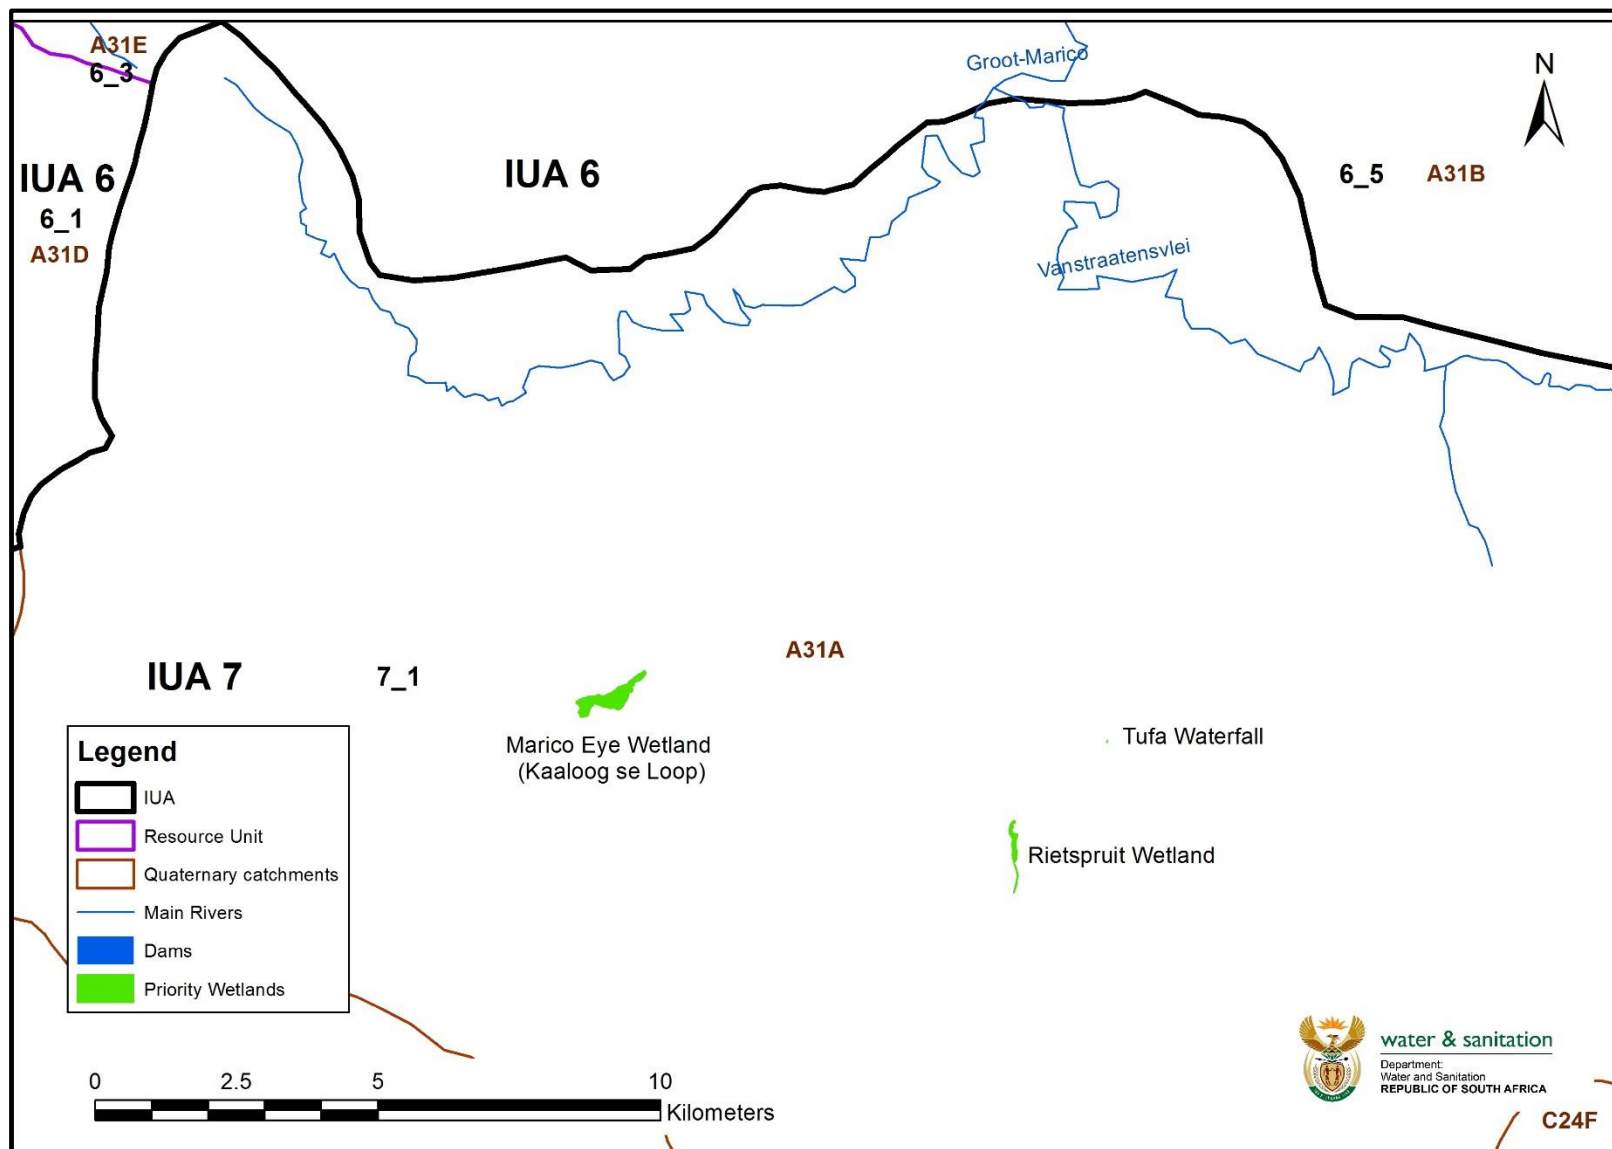 A31E
6_3
Groot-Marico
N
IUA 6
6_1
A31D
IUA 6
6_5
A31B
Vanstraatensvlei
A31A
IUA 7
7_1
Marico Eye Wetland
(Kaaloog se Loop)
Tufa Waterfall
Rietspruit Wetland
Legend
IUA
Resource Unit
Quaternary catchments
Main Rivers
Dams
Priority Wetlands
0 2.5 5 10
Kilometers
water & sanitation
Department:
Water and Sanitation
REPUBLIC OF SOUTH AFRICA
C24F